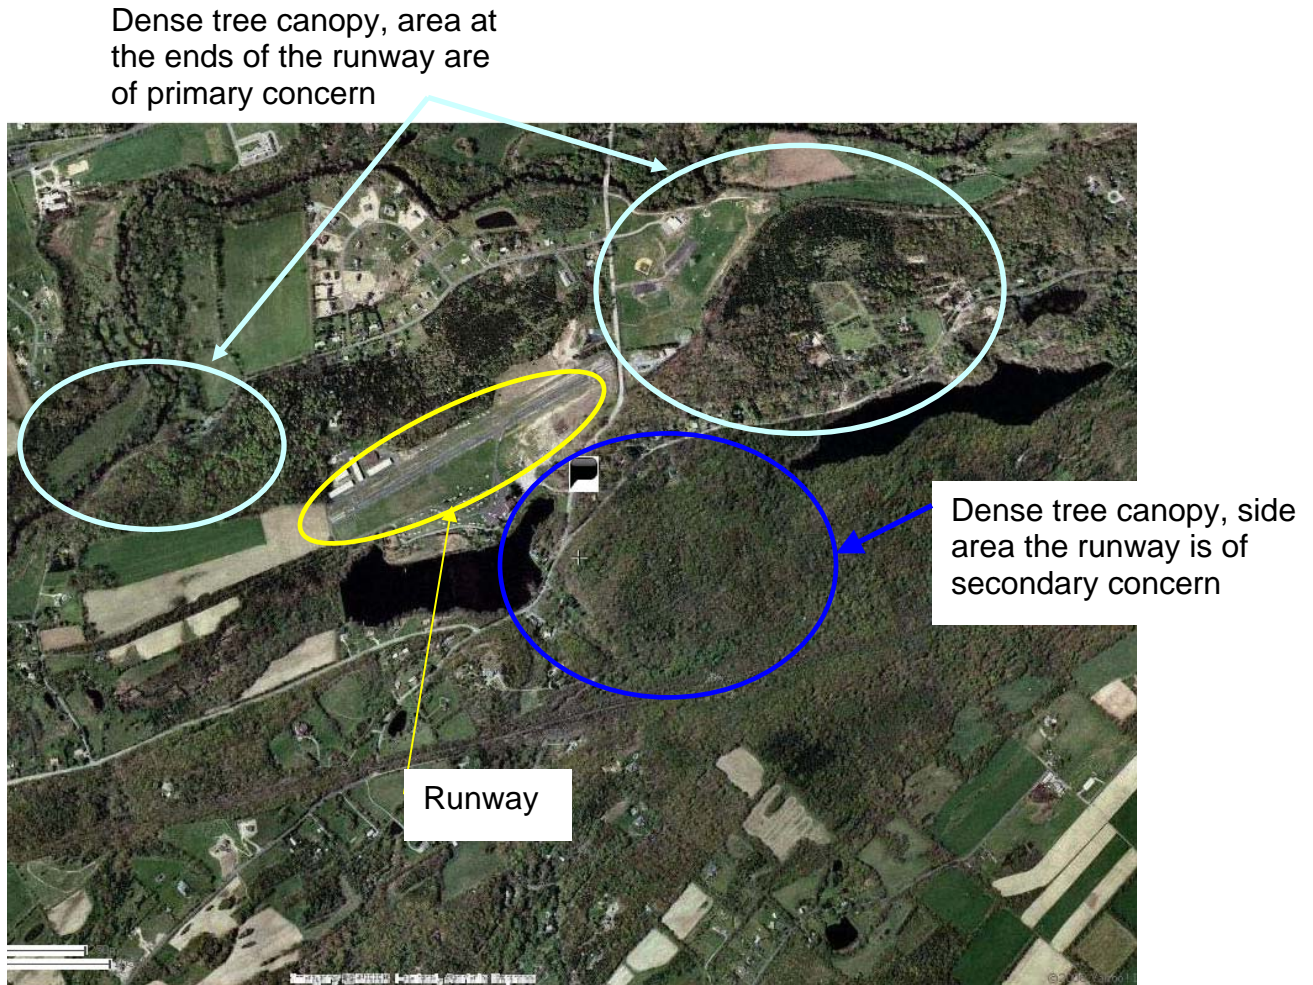 Dense tree canopy, area at
the ends of the runway are
of primary concern
Dense tree canopy, side
area the runway is of
secondary concern
Runway